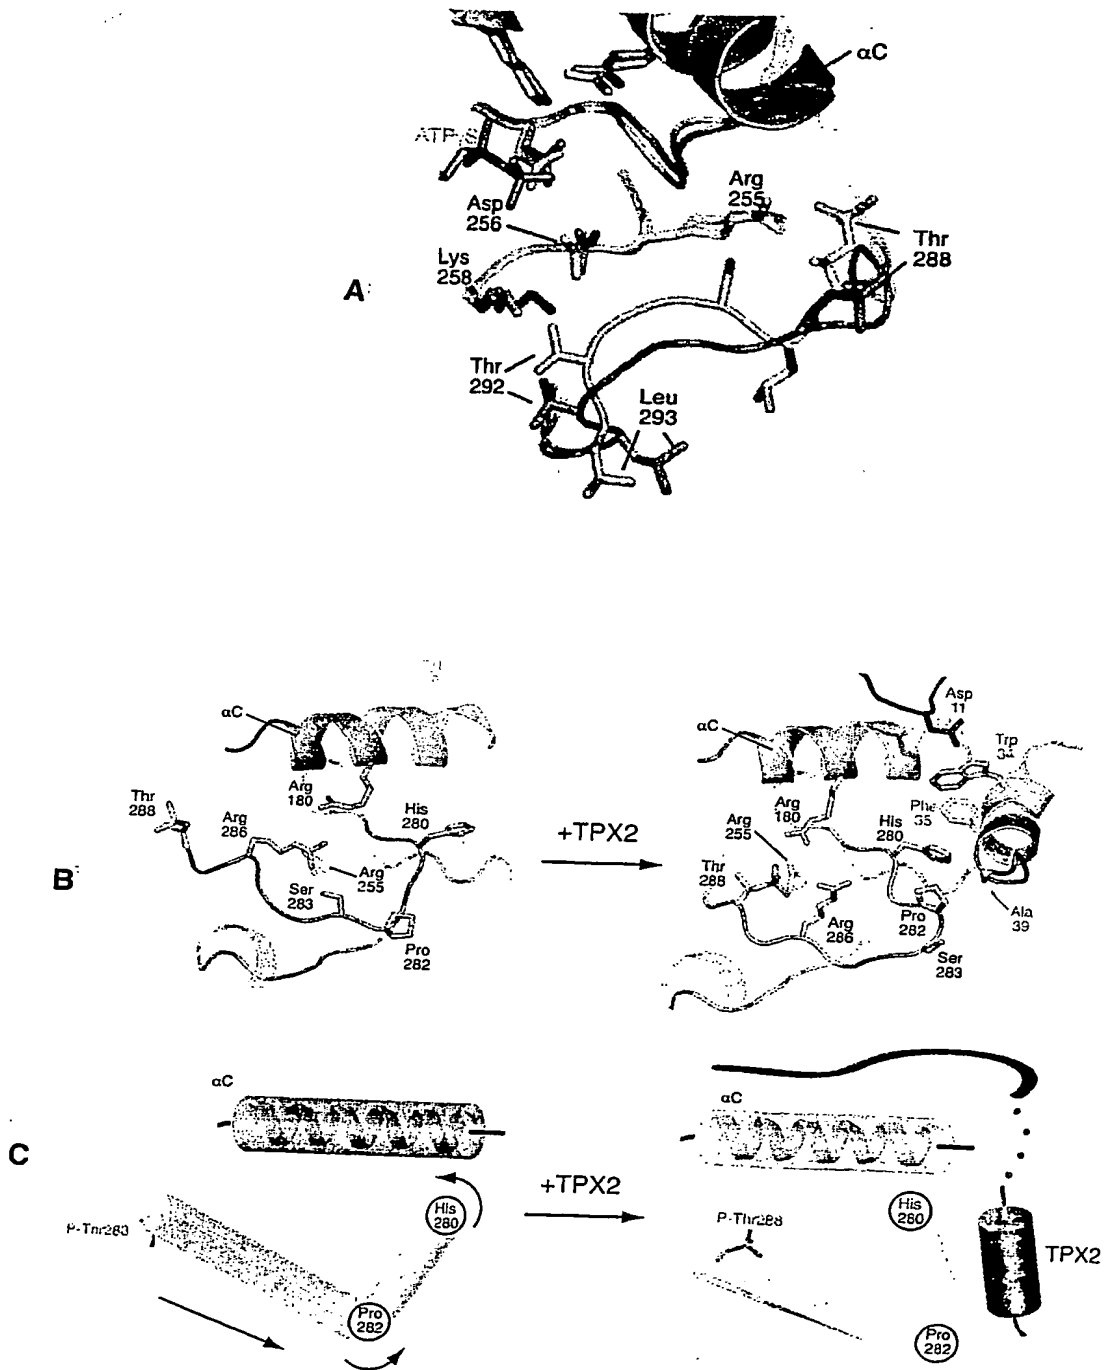 αC
Asp
256
Arg
255
Lys
258
Thr
288
A
Thr
292
Leu
293
αC
Arg
180
Thr
288
Arg
286
His
280
Arg
255
Ser
283
Pro
282
B
+TPX2
αC
Asp
11
Trp
34
Arg
180
Phe
35
His
280
Arg
255
Thr
288
Arg
286
Pro
282
Ser
283
Ala
39
C
αC
His
280
Pro
282
+TPX2
αC
P-Thr288
His
280
TPX2
Pro
282